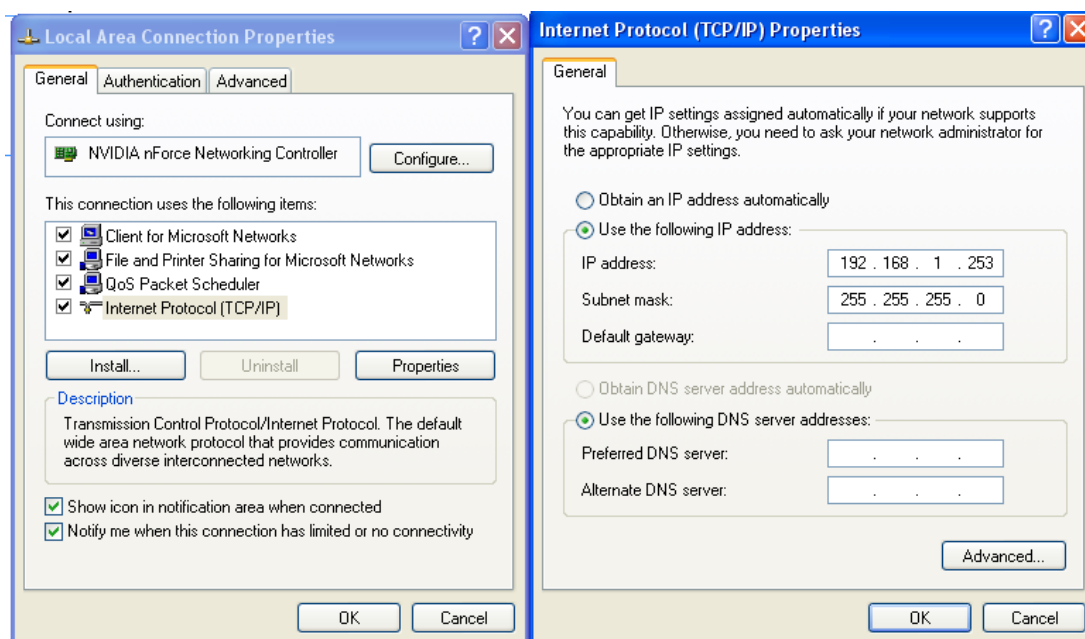 Local Area Connection Properties
General
Authentication
Advanced
Connect using:
NVIDIA nForce Networking Controller
Configure...
This connection uses the following items:
Client for Microsoft Networks
File and Printer Sharing for Microsoft Networks
QoS Packet Scheduler
Internet Protocol (TCP/IP)
Install...
Uninstall
Properties
Description
Transmission Control Protocol/Internet Protocol. The default
wide area network protocol that provides communication
across diverse interconnected networks.
Show icon in notification area when connected
Notify me when this connection has limited or no connectivity
OK
Cancel
Internet Protocol (TCP/IP) Properties
General
You can get IP settings assigned automatically if your network supports
this capability. Otherwise, you need to ask your network administrator for
the appropriate IP settings.
Obtain an IP address automatically
Use the following IP address:
IP address:
192 . 168 . 1 . 253
Subnet mask:
255 . 255 . 255 . 0
Default gateway:
. . .
Obtain DNS server address automatically
Use the following DNS server addresses:
Preferred DNS server:
. . .
Alternate DNS server:
. . .
Advanced...
OK
Cancel